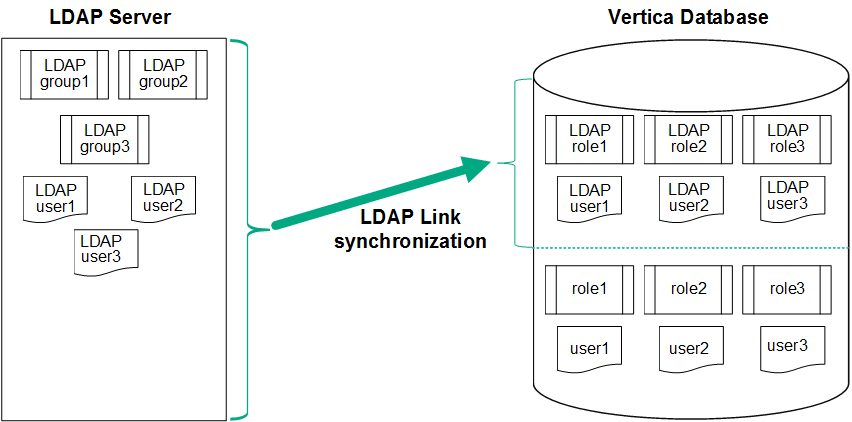 LDAP Server
LDAP
group1
LDAP
group2
LDAP
group3
LDAP
user1
LDAP
user2
LDAP
user3
LDAP Link
synchronization
Vertica Database
LDAP
role1
LDAP
role2
LDAP
role3
LDAP
user1
LDAP
user2
LDAP
user3
role1
role2
role3
user1
user2
user3